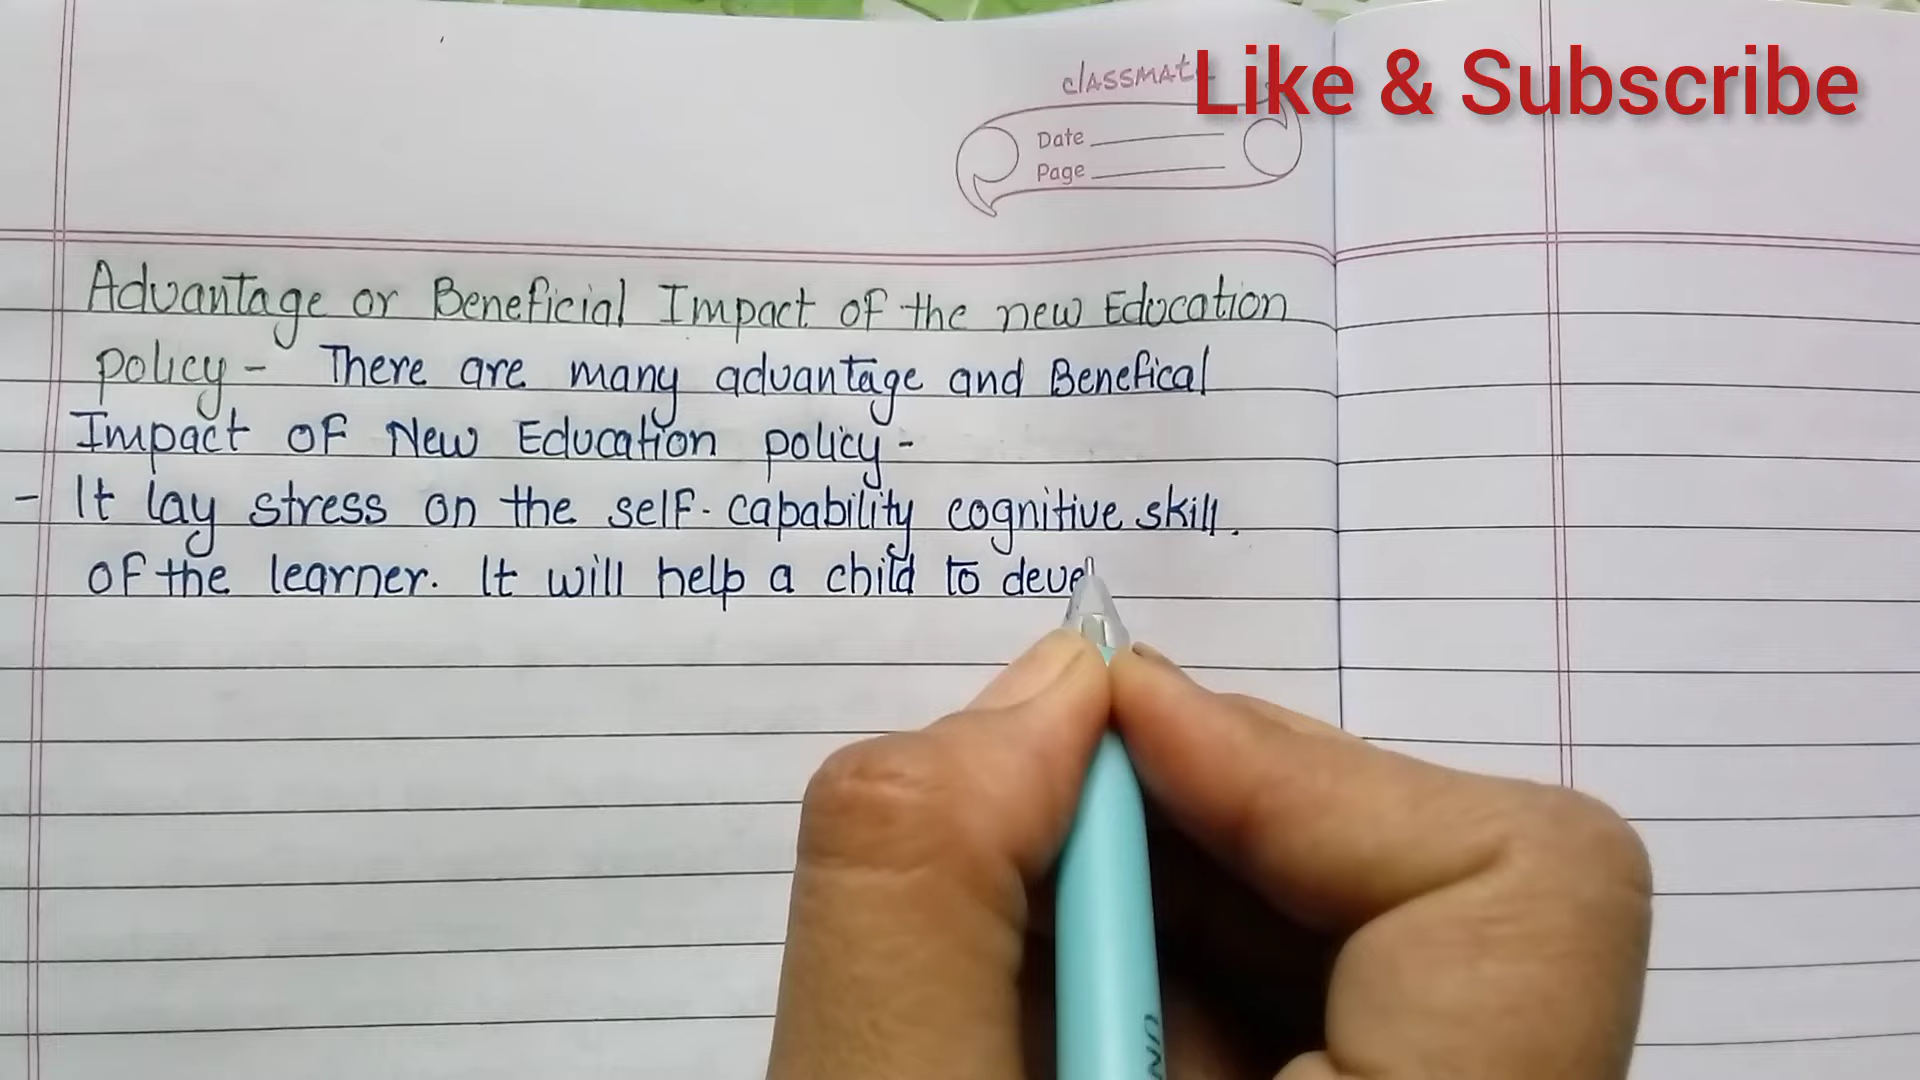 Like & Subscribe
classmate
Date
Page
Advantage or Beneficial Impact of the new Education
policy - There are many advantage and Benefical
Impact of New Education policy -
- It lay stress on the self-capability cognitive skill.
of the learner. It will help a child to devel
UN